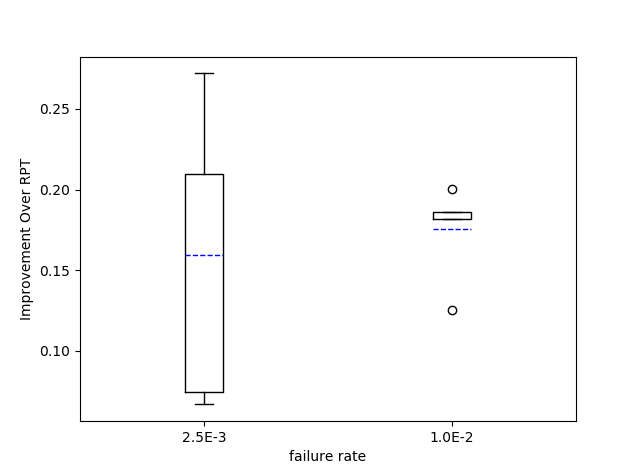 Improvement Over RPT
0.25
0.20
0.15
0.10
2.5E-3
1.0E-2
failure rate